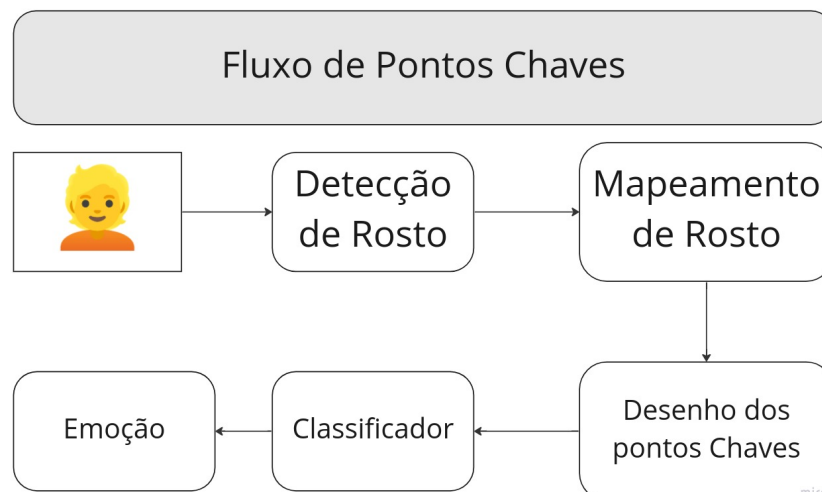 Fluxo de Pontos Chaves
Detecção
de Rosto
Mapeamento
de Rosto
Desenho dos
pontos Chaves
Classificador
Emoção